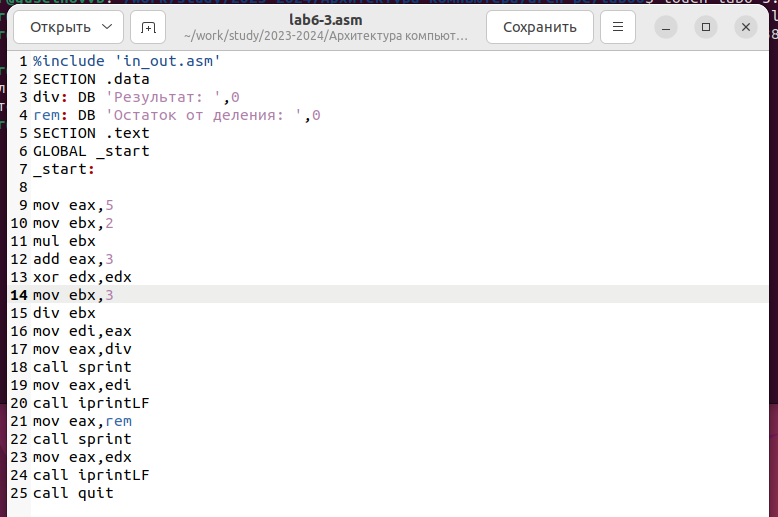 lab6-3.asm
Открыть
~/work/study/2023-2024/Архитектура компьют...
Сохранить
1 %include 'in_out.asm'
2 SECTION .data
3 div: DB 'Результат: ',0
4 rem: DB 'Остаток от деления: ',0
5 SECTION .text
6 GLOBAL _start
7 _start:
8
9 mov eax,5
10 mov ebx,2
11 mul ebx
12 add eax,3
13 xor edx,edx
14 mov ebx,3
15 div ebx
16 mov edi,eax
17 mov eax,div
18 call sprint
19 mov eax,edi
20 call iprintLF
21 mov eax,rem
22 call sprint
23 mov eax,edx
24 call iprintLF
25 call quit